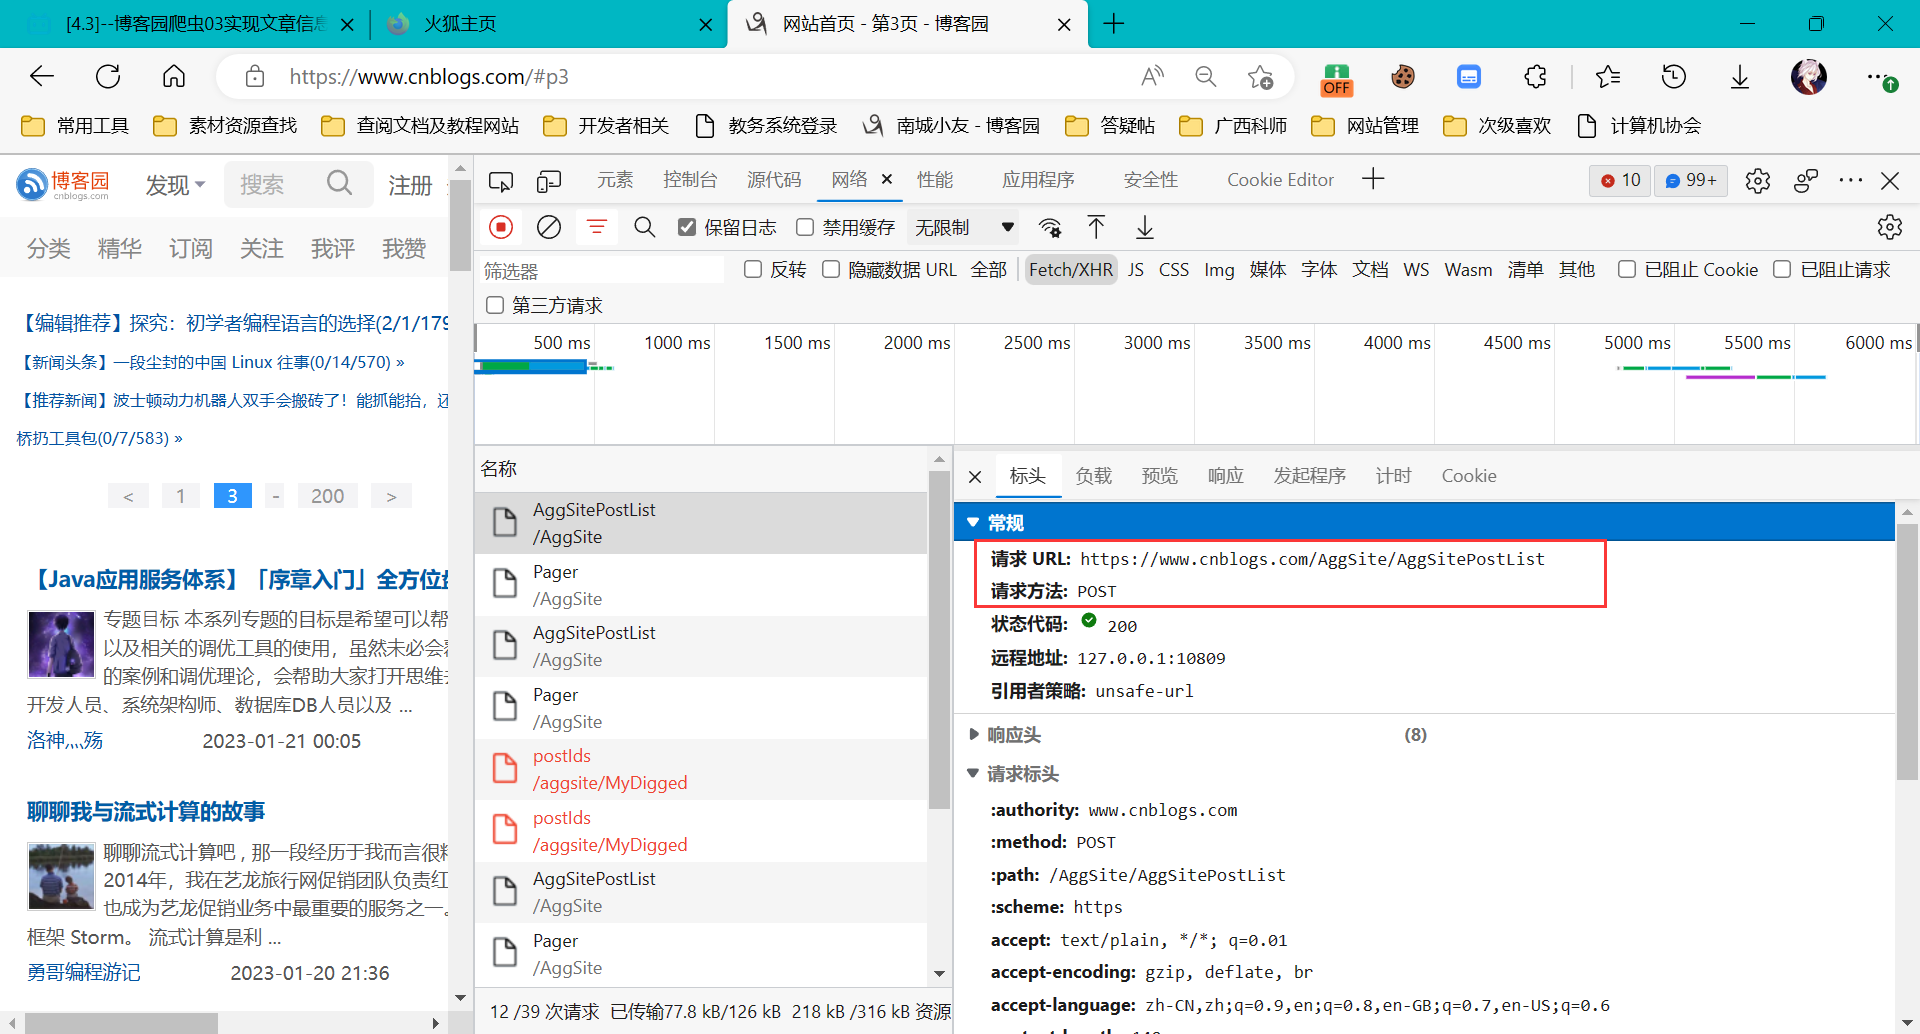 [4.3]--博客园爬虫03实现文章信息
火狐主页
网站首页 - 第3页 - 博客园
https://www.cnblogs.com/#p3
OFF
常用工具
素材资源查找
查阅文档及教程网站
开发者相关
教务系统登录
南城小友 - 博客园
答疑帖
广西科师
网站管理
次级喜欢
计算机协会
博客园
cnblogs.com
发现
搜索
注册
分类 精华 订阅 关注 我评 我赞
【编辑推荐】探究：初学者编程语言的选择(2/1/179
【新闻头条】一段尘封的中国 Linux 往事(0/14/570) »
【推荐新闻】波士顿动力机器人双手会搬砖了！能抓能抬，还
桥扔工具包(0/7/583) »
< 1 3 - 200 >
【Java应用服务体系】「序章入门」全方位盘
专题目标 本系列专题的目标是希望可以帮
以及相关的调优工具的使用，虽然未必会
的案例和调优理论，会帮助大家打开思维
开发人员、系统架构师、数据库DB人员以及 ...
洛神灬殇 2023-01-21 00:05
聊聊我与流式计算的故事
聊聊流式计算吧 , 那一段经历于我而言很精
2014年，我在艺龙旅行网促销团队负责红
也成为艺龙促销业务中最重要的服务之一。
框架 Storm。 流式计算是利 ...
勇哥编程游记 2023-01-20 21:36
元素 控制台 源代码 网络 性能 应用程序 安全性 Cookie Editor
10 99+
保留日志 禁用缓存 无限制
筛选器 反转 隐藏数据 URL 全部 Fetch/XHR JS CSS Img 媒体 字体 文档 WS Wasm 清单 其他 已阻止 Cookie 已阻止请求
第三方请求
500 ms 1000 ms 1500 ms 2000 ms 2500 ms 3000 ms 3500 ms 4000 ms 4500 ms 5000 ms 5500 ms 6000 ms
名称
AggSitePostList
/AggSite
Pager
/AggSite
AggSitePostList
/AggSite
Pager
/AggSite
postIds
/aggsite/MyDigged
postIds
/aggsite/MyDigged
AggSitePostList
/AggSite
Pager
/AggSite
12 /39 次请求 已传输77.8 kB/126 kB 218 kB /316 kB 资源
标头 负载 预览 响应 发起程序 计时 Cookie
常规
请求 URL: https://www.cnblogs.com/AggSite/AggSitePostList
请求方法: POST
状态代码: 200
远程地址: 127.0.0.1:10809
引用者策略: unsafe-url
响应头 (8)
请求标头
:authority: www.cnblogs.com
:method: POST
:path: /AggSite/AggSitePostList
:scheme: https
accept: text/plain, */*; q=0.01
accept-encoding: gzip, deflate, br
accept-language: zh-CN,zh;q=0.9,en;q=0.8,en-GB;q=0.7,en-US;q=0.6